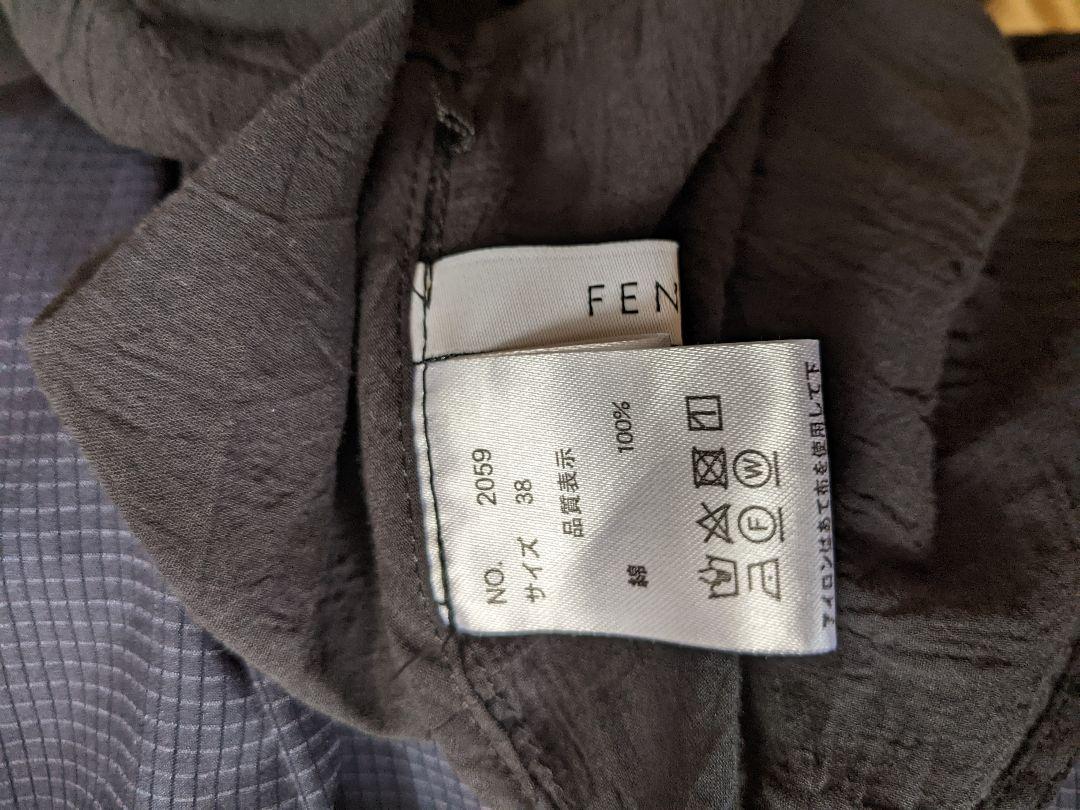 FEN
NO. 2059
サイズ 38
品質表示
綿 100%
F W
アイロンはあて布を使用して下